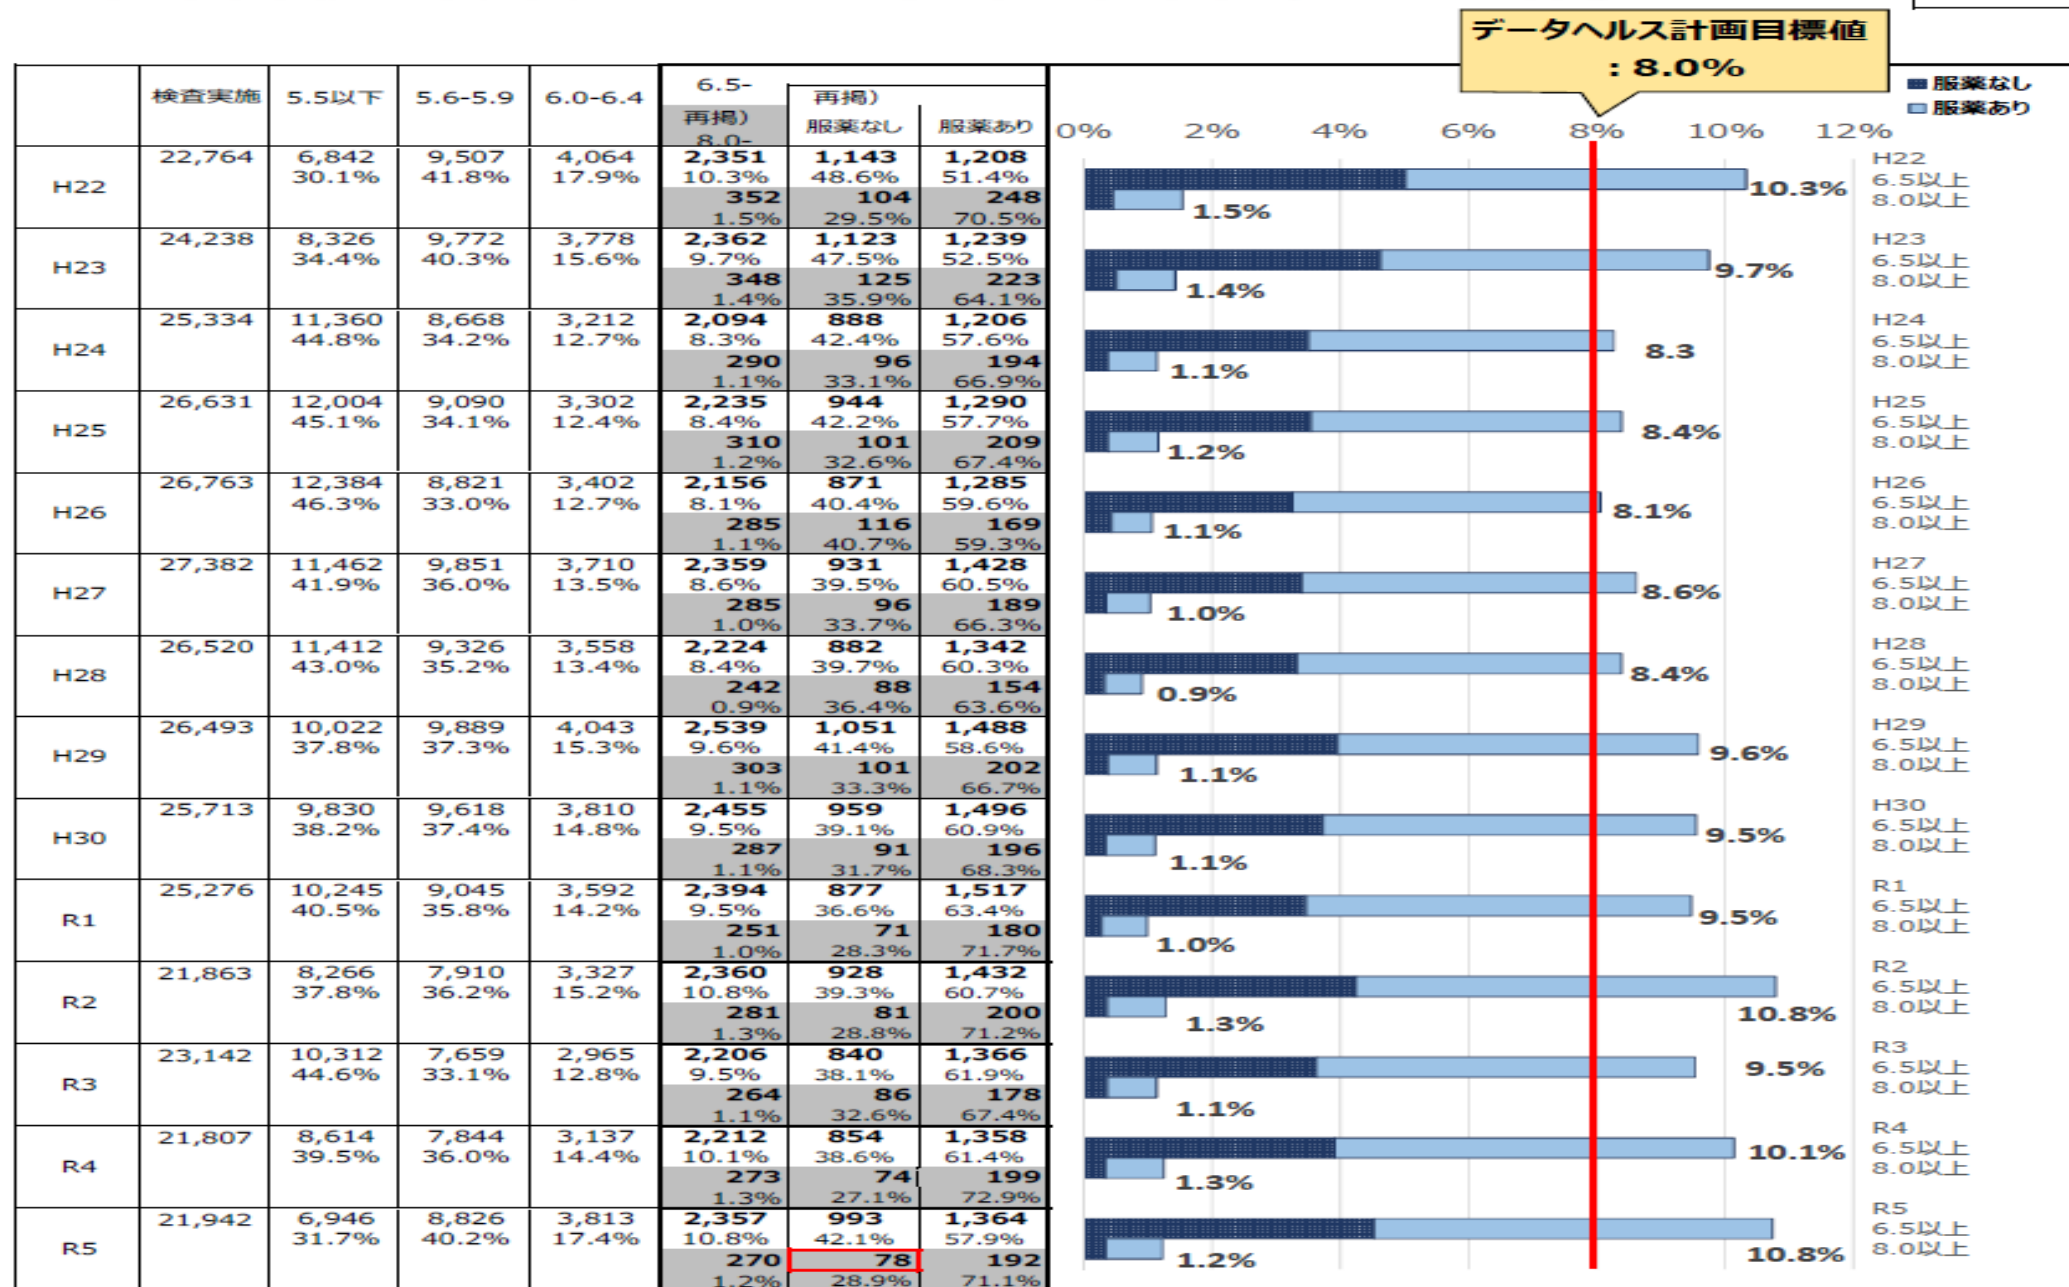 データヘルス計画目標値
：8.0%
検査実施 5.5以下 5.6-5.9 6.0-6.4 6.5- 再掲）
再掲） 8.0- 服薬なし 服薬あり
0% 2% 4% 6% 8% 10% 12%
服薬なし
服薬あり
H22 22,764 6,842 9,507 4,064 2,351 1,143 1,208
30.1% 41.8% 17.9% 10.3% 48.6% 51.4%
352 104 248
1.5% 29.5% 70.5%
10.3%
1.5%
H22
6.5以上
8.0以上
H23 24,238 8,326 9,772 3,778 2,362 1,123 1,239
34.4% 40.3% 15.6% 9.7% 47.5% 52.5%
348 125 223
1.4% 35.9% 64.1%
9.7%
1.4%
H23
6.5以上
8.0以上
H24 25,334 11,360 8,668 3,212 2,094 888 1,206
44.8% 34.2% 12.7% 8.3% 42.4% 57.6%
290 96 194
1.1% 33.1% 66.9%
8.3
1.1%
H24
6.5以上
8.0以上
H25 26,631 12,004 9,090 3,302 2,235 944 1,290
45.1% 34.1% 12.4% 8.4% 42.2% 57.7%
310 101 209
1.2% 32.6% 67.4%
8.4%
1.2%
H25
6.5以上
8.0以上
H26 26,763 12,384 8,821 3,402 2,156 871 1,285
46.3% 33.0% 12.7% 8.1% 40.4% 59.6%
285 116 169
1.1% 40.7% 59.3%
8.1%
1.1%
H26
6.5以上
8.0以上
H27 27,382 11,462 9,851 3,710 2,359 931 1,428
41.9% 36.0% 13.5% 8.6% 39.5% 60.5%
285 96 189
1.0% 33.7% 66.3%
8.6%
1.0%
H27
6.5以上
8.0以上
H28 26,520 11,412 9,326 3,558 2,224 882 1,342
43.0% 35.2% 13.4% 8.4% 39.7% 60.3%
242 88 154
0.9% 36.4% 63.6%
8.4%
0.9%
H28
6.5以上
8.0以上
H29 26,493 10,022 9,889 4,043 2,539 1,051 1,488
37.8% 37.3% 15.3% 9.6% 41.4% 58.6%
303 101 202
1.1% 33.3% 66.7%
9.6%
1.1%
H29
6.5以上
8.0以上
H30 25,713 9,830 9,618 3,810 2,455 959 1,496
38.2% 37.4% 14.8% 9.5% 39.1% 60.9%
287 91 196
1.1% 31.7% 68.3%
9.5%
1.1%
H30
6.5以上
8.0以上
R1 25,276 10,245 9,045 3,592 2,394 877 1,517
40.5% 35.8% 14.2% 9.5% 36.6% 63.4%
251 71 180
1.0% 28.3% 71.7%
9.5%
1.0%
R1
6.5以上
8.0以上
R2 21,863 8,266 7,910 3,327 2,360 928 1,432
37.8% 36.2% 15.2% 10.8% 39.3% 60.7%
281 81 200
1.3% 28.8% 71.2%
10.8%
1.3%
R2
6.5以上
8.0以上
R3 23,142 10,312 7,659 2,965 2,206 840 1,366
44.6% 33.1% 12.8% 9.5% 38.1% 61.9%
264 86 178
1.1% 32.6% 67.4%
9.5%
1.1%
R3
6.5以上
8.0以上
R4 21,807 8,614 7,844 3,137 2,212 854 1,358
39.5% 36.0% 14.4% 10.1% 38.6% 61.4%
273 74 199
1.3% 27.1% 72.9%
10.1%
1.3%
R4
6.5以上
8.0以上
R5 21,942 6,946 8,826 3,813 2,357 993 1,364
31.7% 40.2% 17.4% 10.8% 42.1% 57.9%
270 78 192
1.2% 28.9% 71.1%
10.8%
1.2%
R5
6.5以上
8.0以上